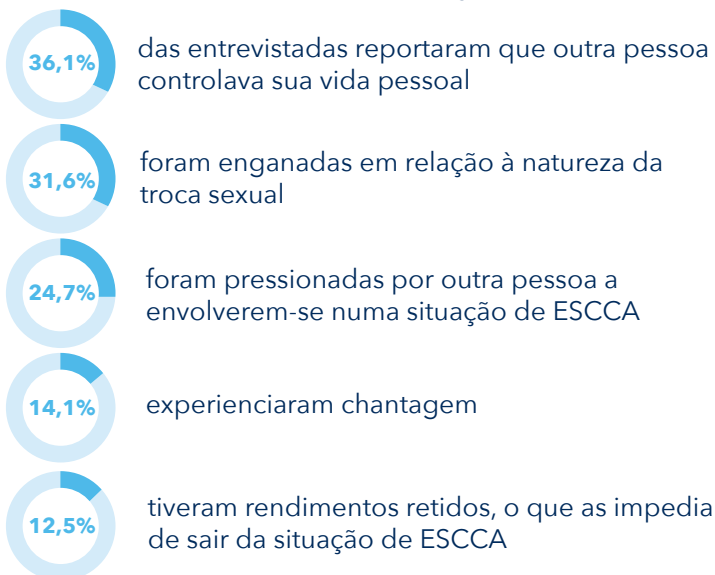 36,1%
das entrevistadas reportaram que outra pessoa
controlava sua vida pessoal
31,6%
foram enganadas em relação à natureza da
troca sexual
24,7%
foram pressionadas por outra pessoa a
envolverem-se numa situação de ESCCA
14,1%
experienciaram chantagem
12,5%
tiveram rendimentos retidos, o que as impedia
de sair da situação de ESCCA